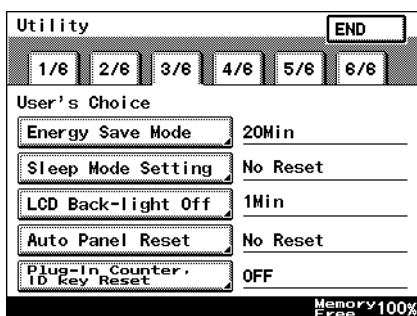 Utility
END
1/6 2/6 3/6 4/6 5/6 6/6
User's Choice
Energy Save Mode 20Min
Sleep Mode Setting No Reset
LCD Back-light Off 1Min
Auto Panel Reset No Reset
Plug-In Counter,
ID key Reset OFF
Memory
Free 100%